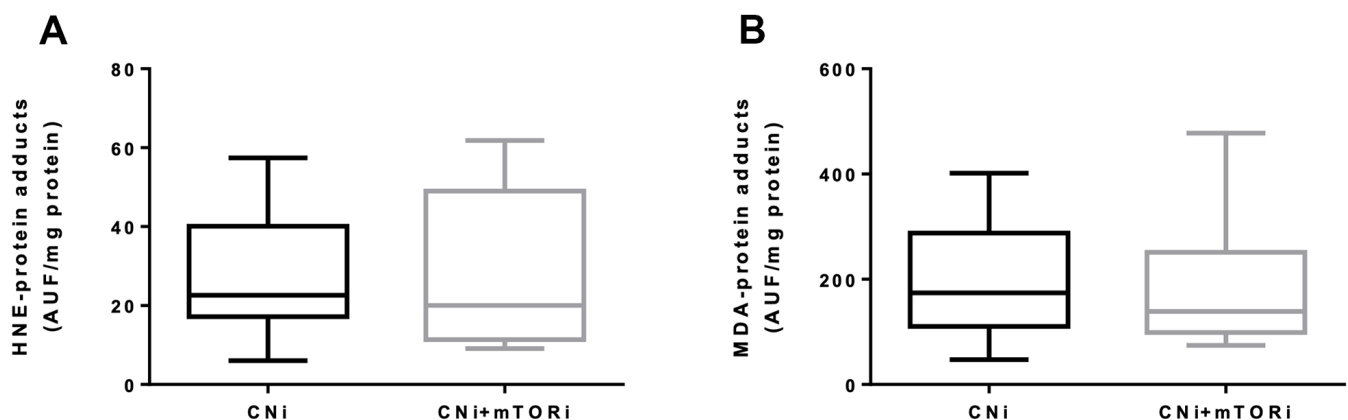 A
HNE-protein adducts
(AUF/mg protein)
80
60
40
20
0
CNi
CNi+mTORi
B
MDA-protein adducts
(AUF/mg protein)
600
400
200
0
CNi
CNi+mTORi